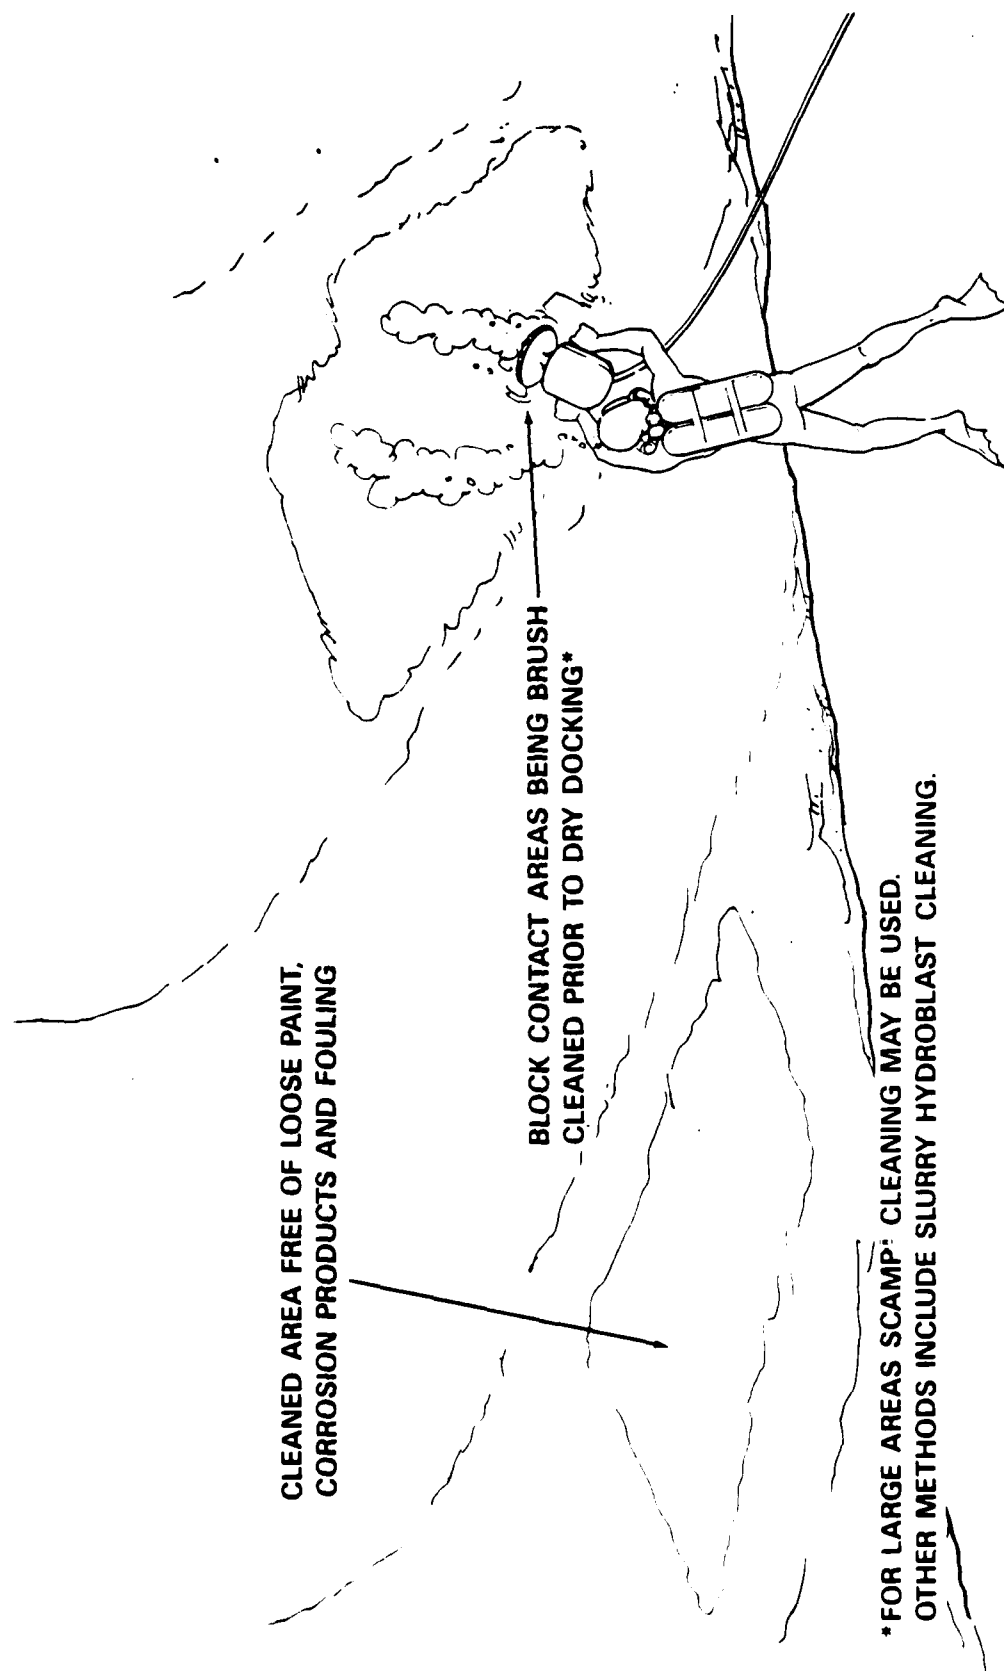 CLEANED AREA FREE OF LOOSE PAINT,
CORROSION PRODUCTS AND FOULING
BLOCK CONTACT AREAS BEING BRUSH
CLEANED PRIOR TO DRY DOCKING*
*FOR LARGE AREAS SCAMP® CLEANING MAY BE USED.
OTHER METHODS INCLUDE SLURRY HYDROBLAST CLEANING.